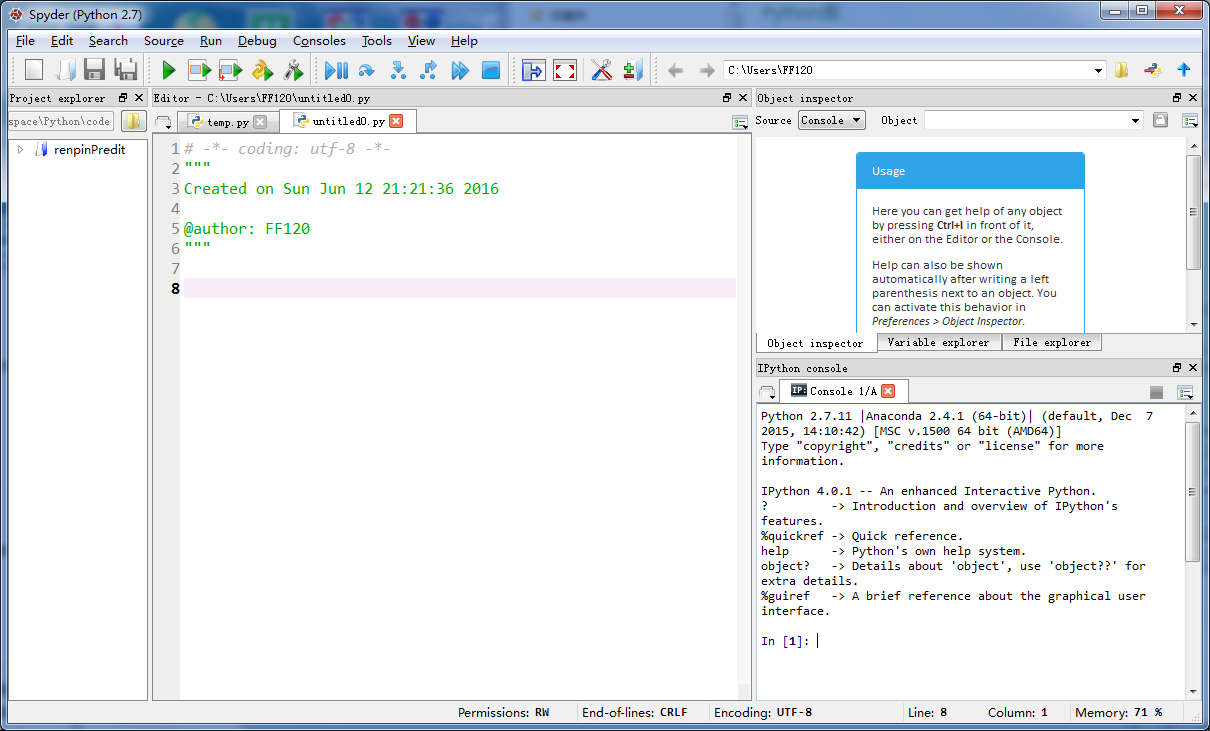 Spyder (Python 2.7)
File Edit Search Source Run Debug Consoles Tools View Help
C:\Users\FF120
Project explorer
space\Python\code
renpinPredit
Editor - C:\Users\FF120\untitled0.py
temp.py untitled0.py
1 # -*- coding: utf-8 -*-
2 """
3 Created on Sun Jun 12 21:21:36 2016
4
5 @author: FF120
6 """
7
8
Object inspector
Source Console Object
Usage
Here you can get help of any object
by pressing Ctrl+I in front of it,
either on the Editor or the Console.
Help can also be shown
automatically after writing a left
parenthesis next to an object. You
can activate this behavior in
Preferences > Object Inspector.
Object inspector Variable explorer File explorer
IPython console
IP: Console 1/A
Python 2.7.11 |Anaconda 2.4.1 (64-bit)| (default, Dec 7
2015, 14:10:42) [MSC v.1500 64 bit (AMD64)]
Type "copyright", "credits" or "license" for more
information.
IPython 4.0.1 -- An enhanced Interactive Python.
? -> Introduction and overview of IPython's
features.
%quickref -> Quick reference.
help -> Python's own help system.
object? -> Details about 'object', use 'object??' for
extra details.
%guiref -> A brief reference about the graphical user
interface.
In [1]:
Permissions: RW End-of-lines: CRLF Encoding: UTF-8 Line: 8 Column: 1 Memory: 71 %